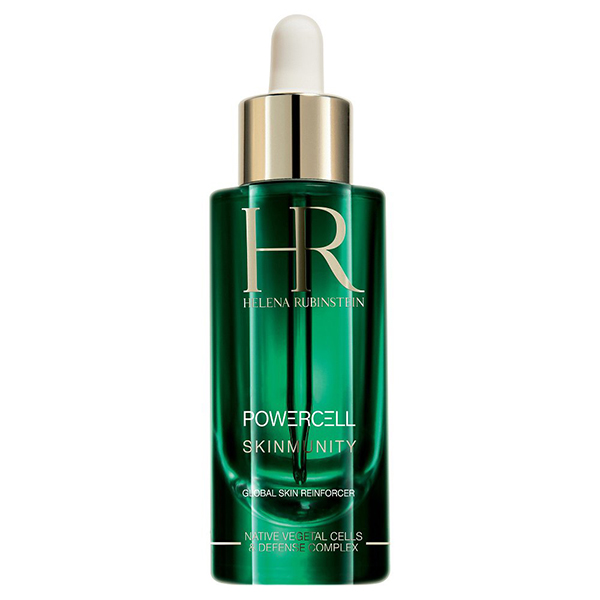 HR
HELENA RUBINSTEIN
POWERCELL
SKINMUNITY
GLOBAL SKIN REINFORCER
NATIVE VEGETAL CELLS
& DEFENSE COMPLEX